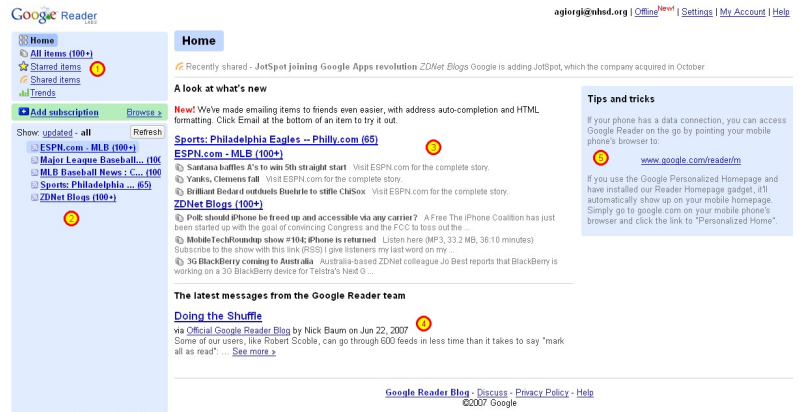 Google Reader
LABS
agiorgi@nhsd.org | Offline New! | Settings | My Account | Help
Home
All items (100+)
Starred items
1
Shared items
Trends
Add subscription Browse »
Show: updated - all Refresh
ESPN.com - MLB (100+)
Major League Baseball... (100
MLB Baseball News : C... (100
Sports: Philadelphia ... (65)
ZDNet Blogs (100+)
2
Home
Recently shared - JotSpot joining Google Apps revolution ZDNet Blogs Google is adding JotSpot, which the company acquired in October
A look at what's new
New! We've made emailing items to friends even easier, with address auto-completion and HTML
formatting. Click Email at the bottom of an item to try it out.
Sports: Philadelphia Eagles -- Philly.com (65)
3
ESPN.com - MLB (100+)
Santana baffles A's to win 5th straight start Visit ESPN.com for the complete story.
Yanks, Clemens fall Visit ESPN.com for the complete story.
Brilliant Bedard outduels Buehrle to stifle ChiSox Visit ESPN.com for the complete story.
ZDNet Blogs (100+)
Poll: should iPhone be freed up and accessible via any carrier? A Free The iPhone Coalition has just
been started up with the goal of convincing Congress and the FCC to toss out the ...
MobileTechRoundup show #104; iPhone is returned Listen here (MP3, 33.2 MB, 36:10 minutes)
Subscribe to the show with this link (RSS) I give listeners my last word on my ...
3G BlackBerry coming to Australia Australia-based ZDNet colleague Jo Best reports that BlackBerry is
working on a 3G BlackBerry device for Telstra's Next G ...
The latest messages from the Google Reader team
Doing the Shuffle
4
via Official Google Reader Blog by Nick Baum on Jun 22, 2007
Some of our users, like Robert Scoble, can go through 600 feeds in less time than it takes to say "mark
all as read": ... See more »
Tips and tricks
If your phone has a data connection, you can access
Google Reader on the go by pointing your mobile
phone's browser to:
5
www.google.com/reader/m
If you use the Google Personalized Homepage and
have installed our Reader Homepage gadget, it'll
automatically show up on your mobile homepage.
Simply go to google.com on your mobile phone's
browser and click the link to "Personalized Home".
Google Reader Blog - Discuss - Privacy Policy - Help
©2007 Google